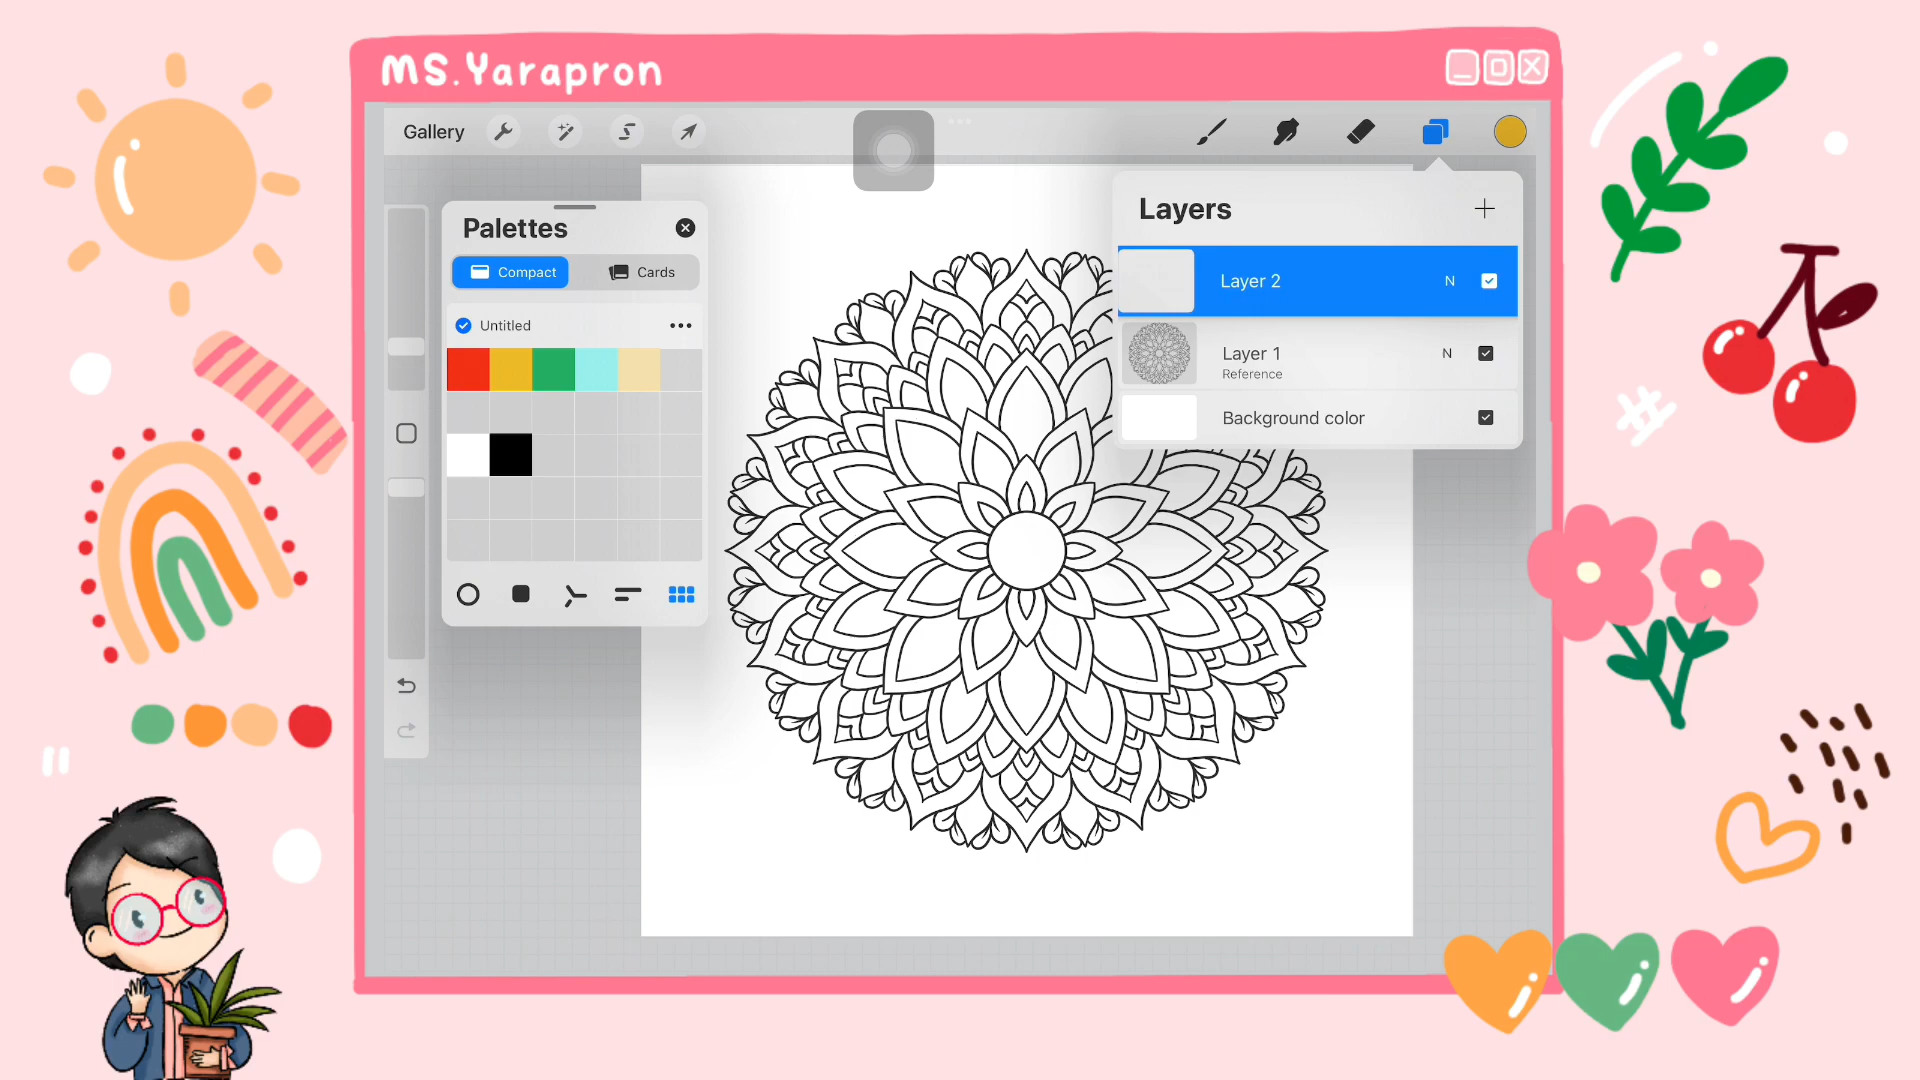 MS.Yarapron
Gallery
Palettes
Compact
Cards
Untitled
Layers
Layer 2 N
Layer 1 N
Reference
Background color